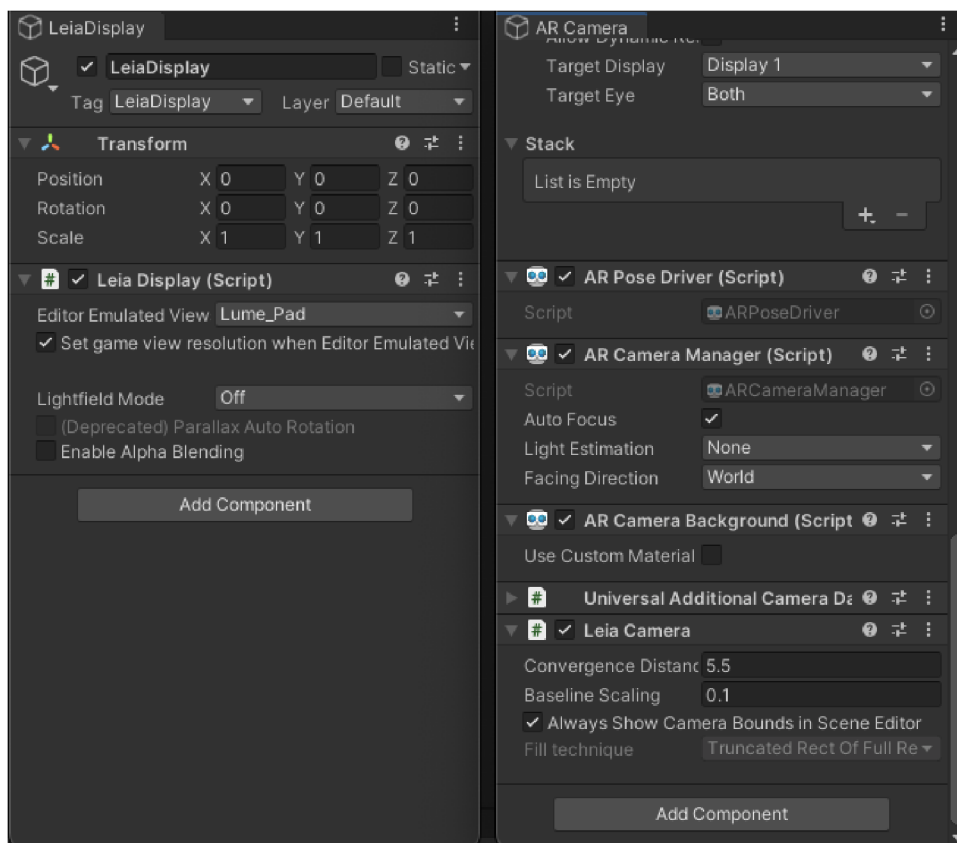 LeiaDisplay
LeiaDisplay
Static
Tag LeiaDisplay Layer Default
Transform
Position X 0 Y 0 Z 0
Rotation X 0 Y 0 Z 0
Scale X 1 Y 1 Z 1
# Leia Display (Script)
Editor Emulated View Lume_Pad
Set game view resolution when Editor Emulated Vie
Lightfield Mode Off
(Deprecated) Parallax Auto Rotation
Enable Alpha Blending
Add Component
AR Camera
Allow Dynamic Re
Target Display Display 1
Target Eye Both
Stack
List is Empty
+ -
AR Pose Driver (Script)
Script ARPoseDriver
AR Camera Manager (Script)
Script ARCameraManager
Auto Focus
Light Estimation None
Facing Direction World
AR Camera Background (Script
Use Custom Material
# Universal Additional Camera Da
# Leia Camera
Convergence Distanc 5.5
Baseline Scaling 0.1
Always Show Camera Bounds in Scene Editor
Fill technique Truncated Rect Of Full Re
Add Component